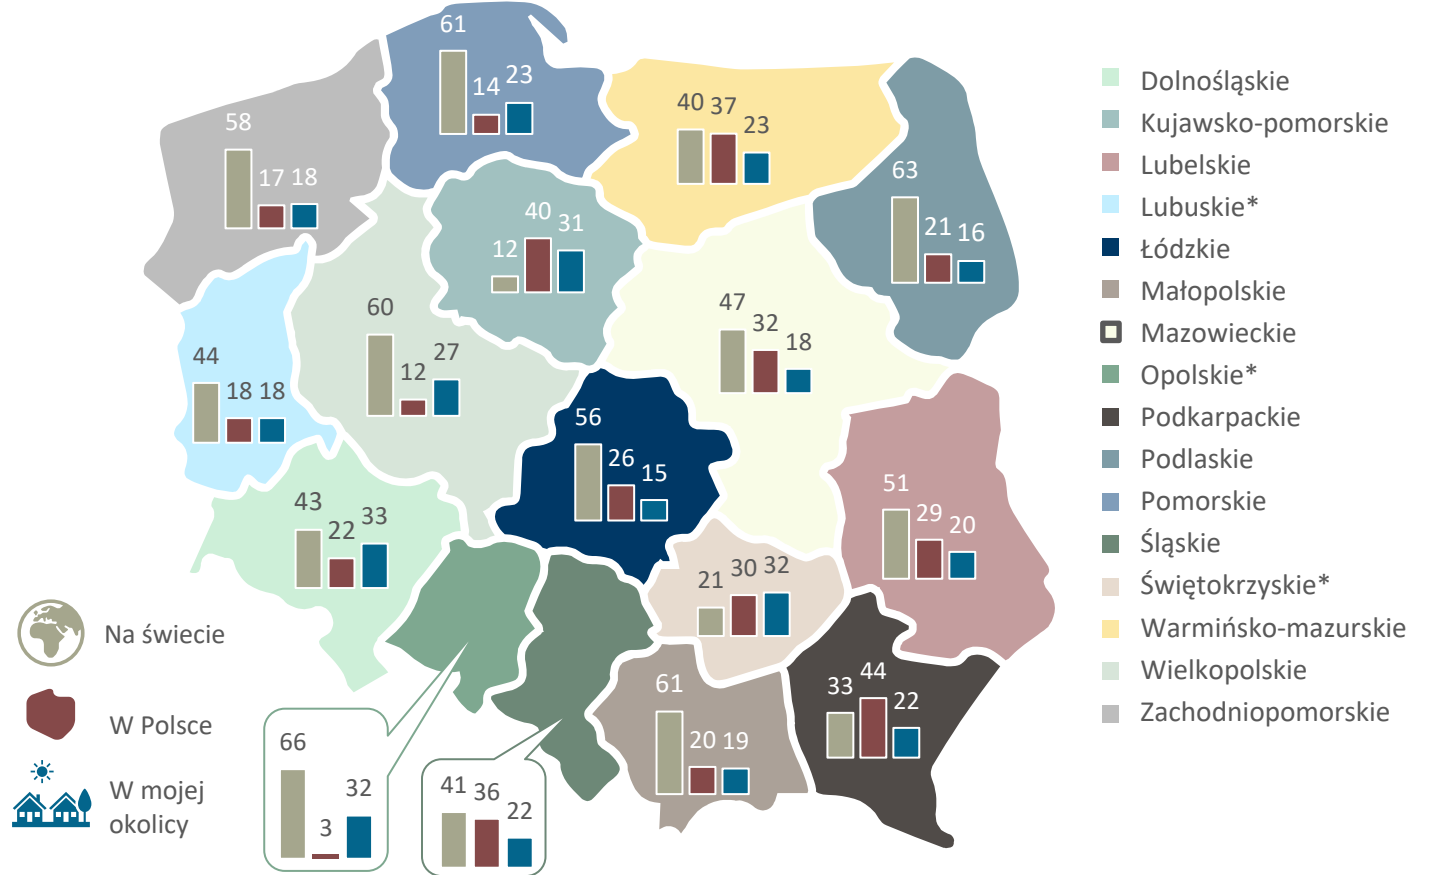 61
14 23
40 37
23
58
17 18
63
21 16
40 31
12
47
32
18
60
27
12
44
18 18
56
26
15
43
33
22
51
29
20
21 30 32
61
20 19
33 44
22
66
3
32
41 36
22
Na świecie
W Polsce
W mojej
okolicy
Dolnośląskie
Kujawsko-pomorskie
Lubelskie
Lubuskie*
Łódzkie
Małopolskie
Mazowieckie
Opolskie*
Podkarpackie
Podlaskie
Pomorskie
Śląskie
Świętokrzyskie*
Warmińsko-mazurskie
Wielkopolskie
Zachodniopomorskie